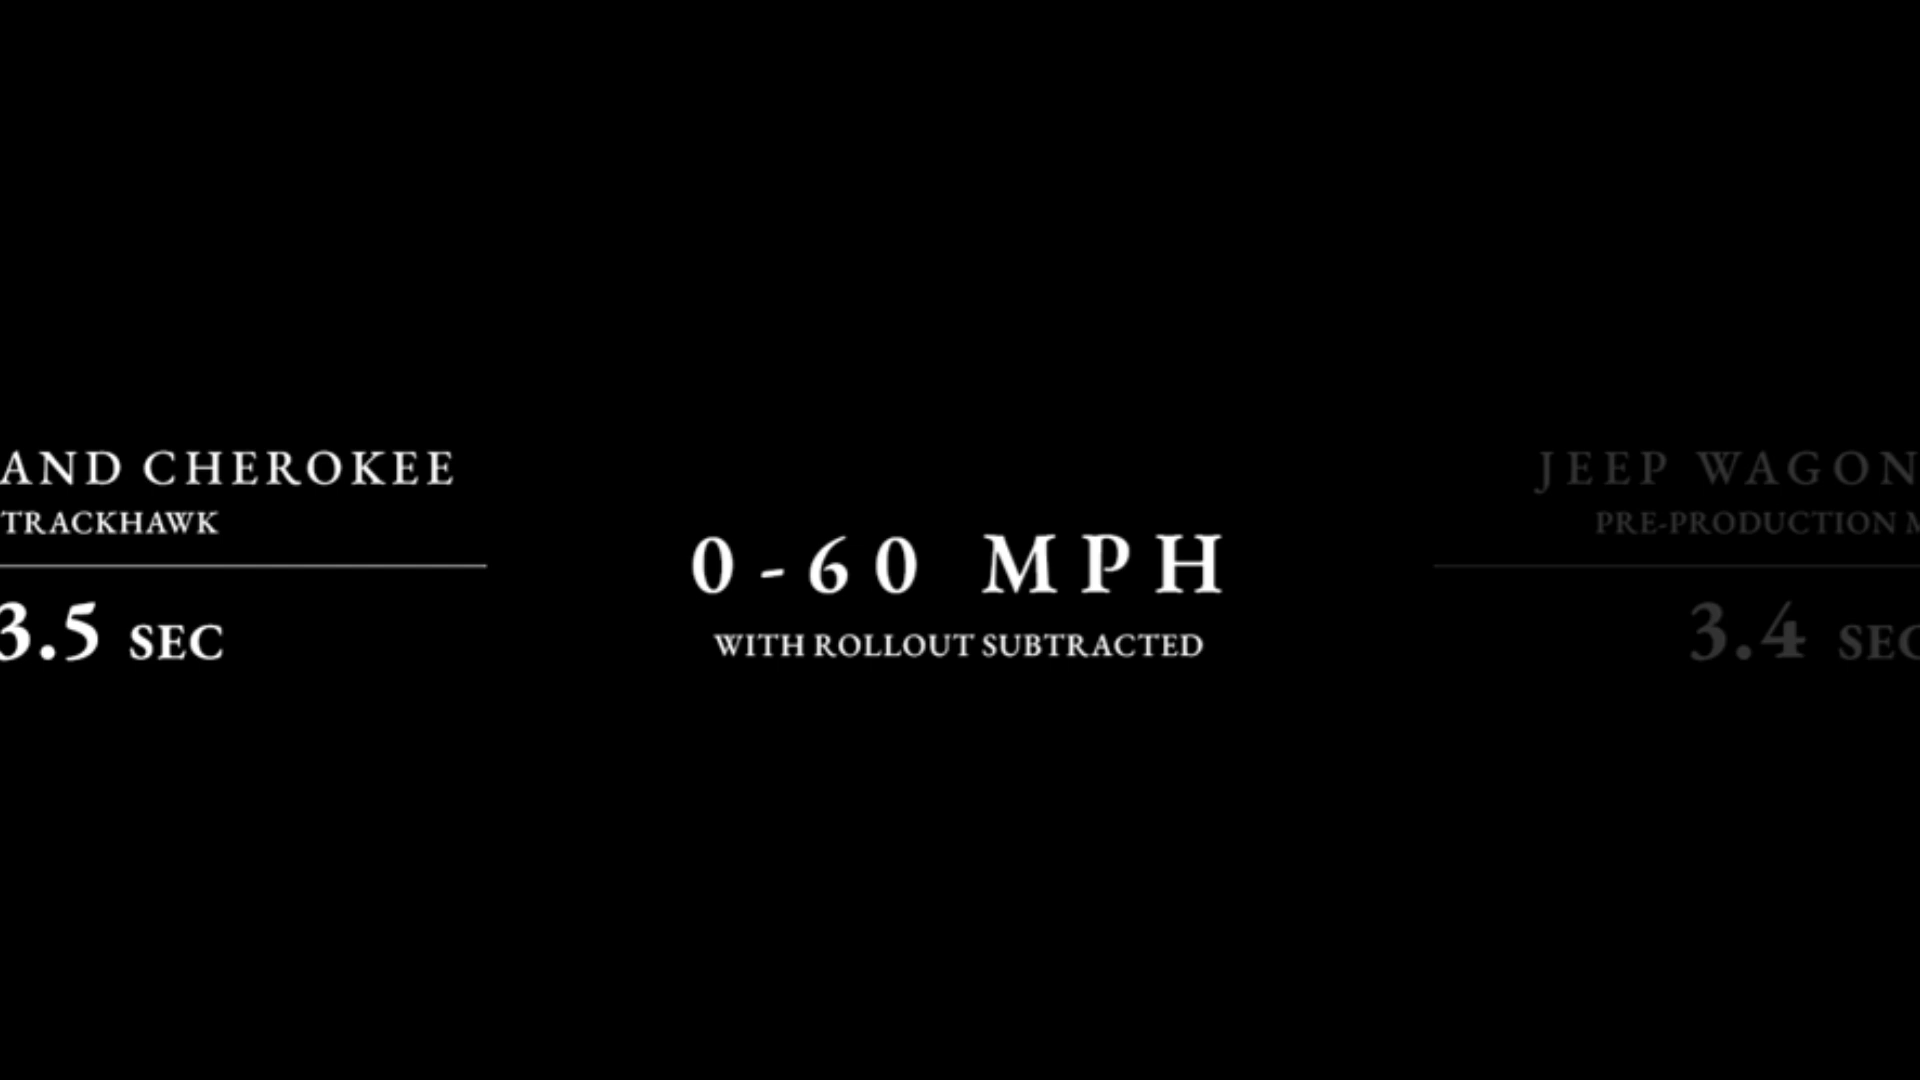 AND CHEROKEE
TRACKHAWK
3.5 SEC
0-60 MPH
WITH ROLLOUT SUBTRACTED
JEEP WAGON
PRE-PRODUCTION M
3.4 SEC